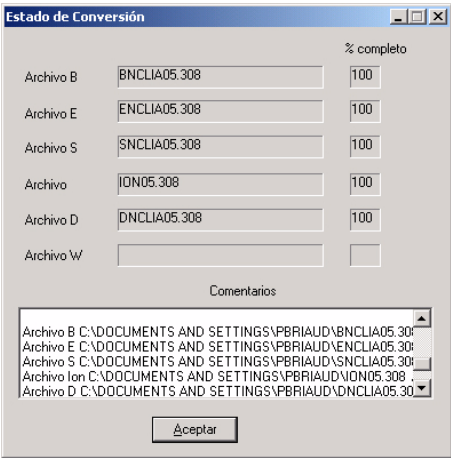 Estado de Conversión
% completo
Archivo B BNCLIA05.308 100
Archivo E ENCLIA05.308 100
Archivo S SNCLIA05.308 100
Archivo ION05.308 100
Archivo D DNCLIA05.308 100
Archivo W
Comentarios
Archivo B C:\DOCUMENTS AND SETTINGS\PBRIAUD\BNCLIA05.30
Archivo E C:\DOCUMENTS AND SETTINGS\PBRIAUD\ENCLIA05.30
Archivo S C:\DOCUMENTS AND SETTINGS\PBRIAUD\SNCLIA05.30
Archivo Ion C:\DOCUMENTS AND SETTINGS\PBRIAUD\ION05.308
Archivo D C:\DOCUMENTS AND SETTINGS\PBRIAUD\DNCLIA05.30
Aceptar